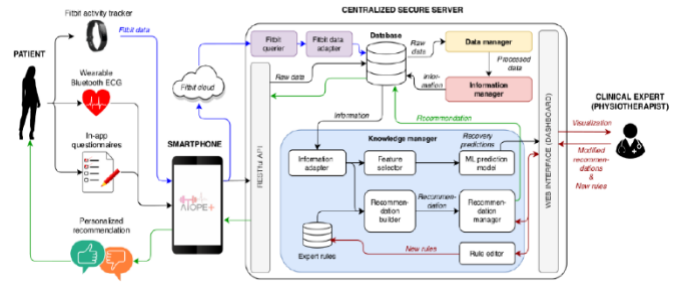 CENTRALIZED SECURE SERVER
Fitbit activity tracker
Fitbit data
PATIENT
Wearable
Bluetooth ECG
In-app
questionnaires
Personalized
recommendation
SMARTPHONE
AIOPE+
Fitbit cloud
RESTful API
Fitbit
querier
Fitbit data
adapter
Raw data
Database
Raw
data
Data manager
Processed
data
Infor-
mation
Information
manager
Information
Recommendation
Knowledge manager
Recovery
predictions
Information
adapter
Feature
selector
ML prediction
model
Recommen-
dation builder
Recommen-
dation
Recommen-
dation
manager
Expert rules
New rules
Rule editor
WEB INTERFACE (DASHBOARD)
CLINICAL EXPERT
(PHYSIOTHERAPIST)
Visualization
Modified
recommen-
dations &
New rules